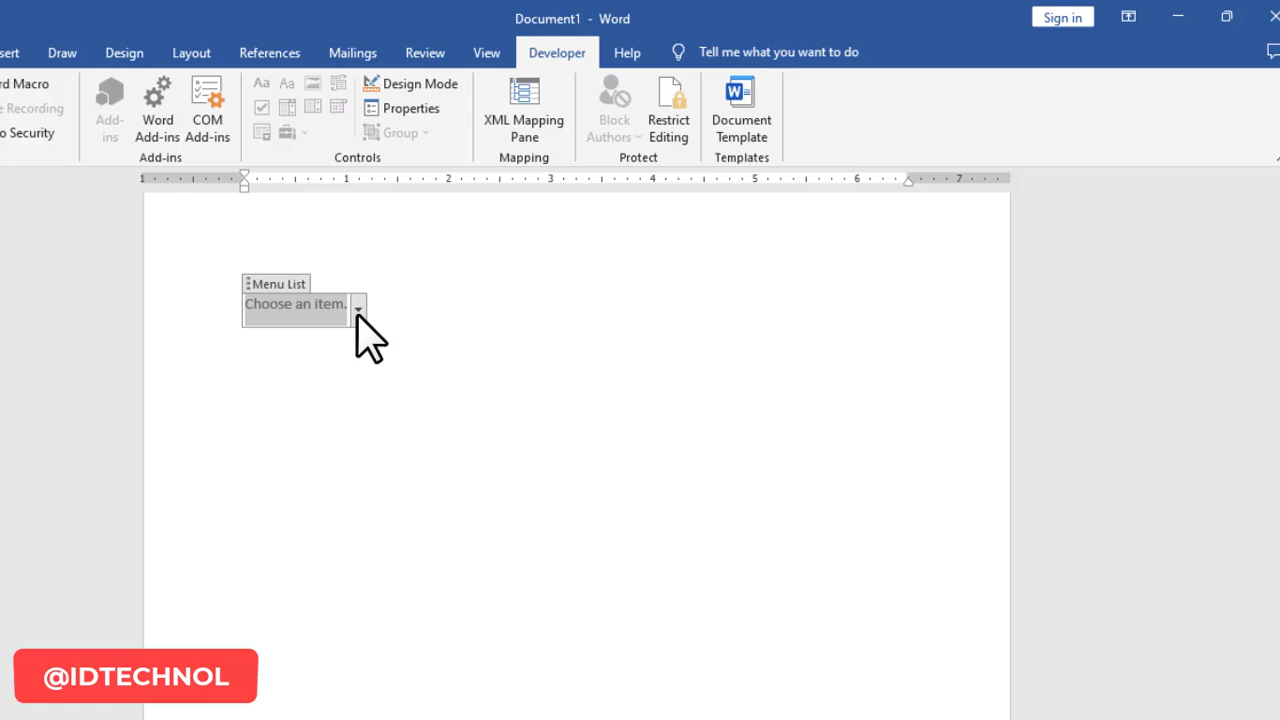 Document1 - Word
Sign in
sert Draw Design Layout References Mailings Review View Developer Help Tell me what you want to do
rd Macro
e Recording
o Security
Add-
ins
Word
Add-ins
COM
Add-ins
Add-ins
Aa Aa
Design Mode
Properties
Group
Controls
XML Mapping
Pane
Mapping
Block
Authors
Restrict
Editing
Protect
Document
Template
Templates
1 1 2 3 4 5 6 7
Menu List
Choose an item.
@IDTECHNOL